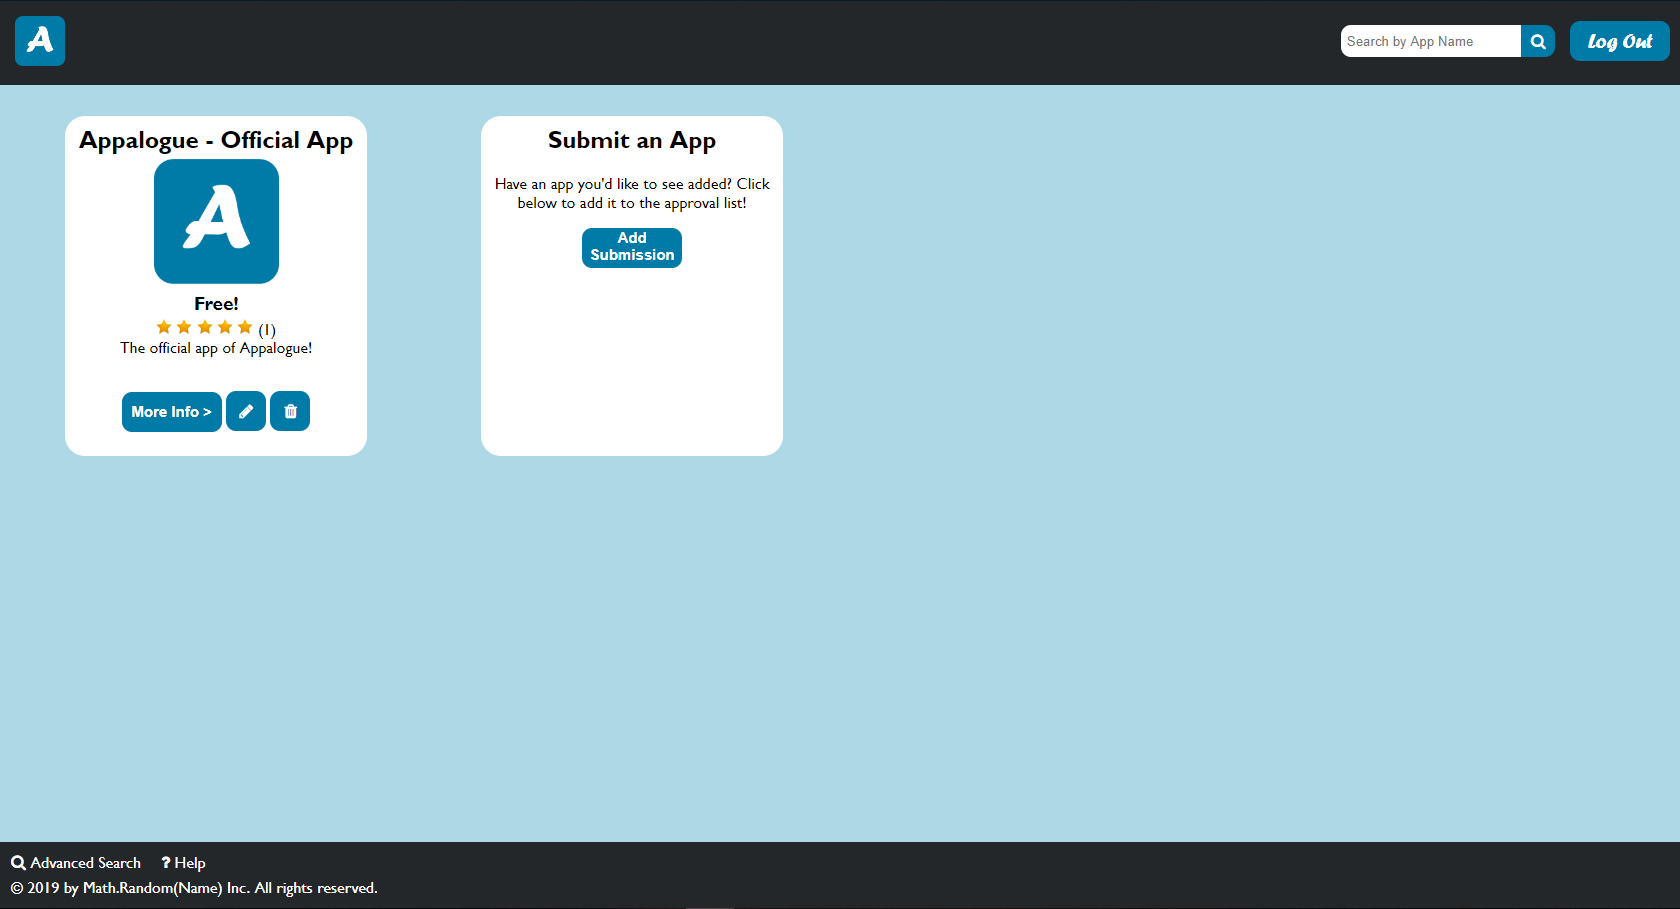 A
Search by App Name
Log Out
Appalogue - Official App
A
Free!
(1)
The official app of Appalogue!
More Info >
Submit an App
Have an app you'd like to see added? Click
below to add it to the approval list!
Add
Submission
Advanced Search
? Help
© 2019 by Math.Random(Name) Inc. All rights reserved.